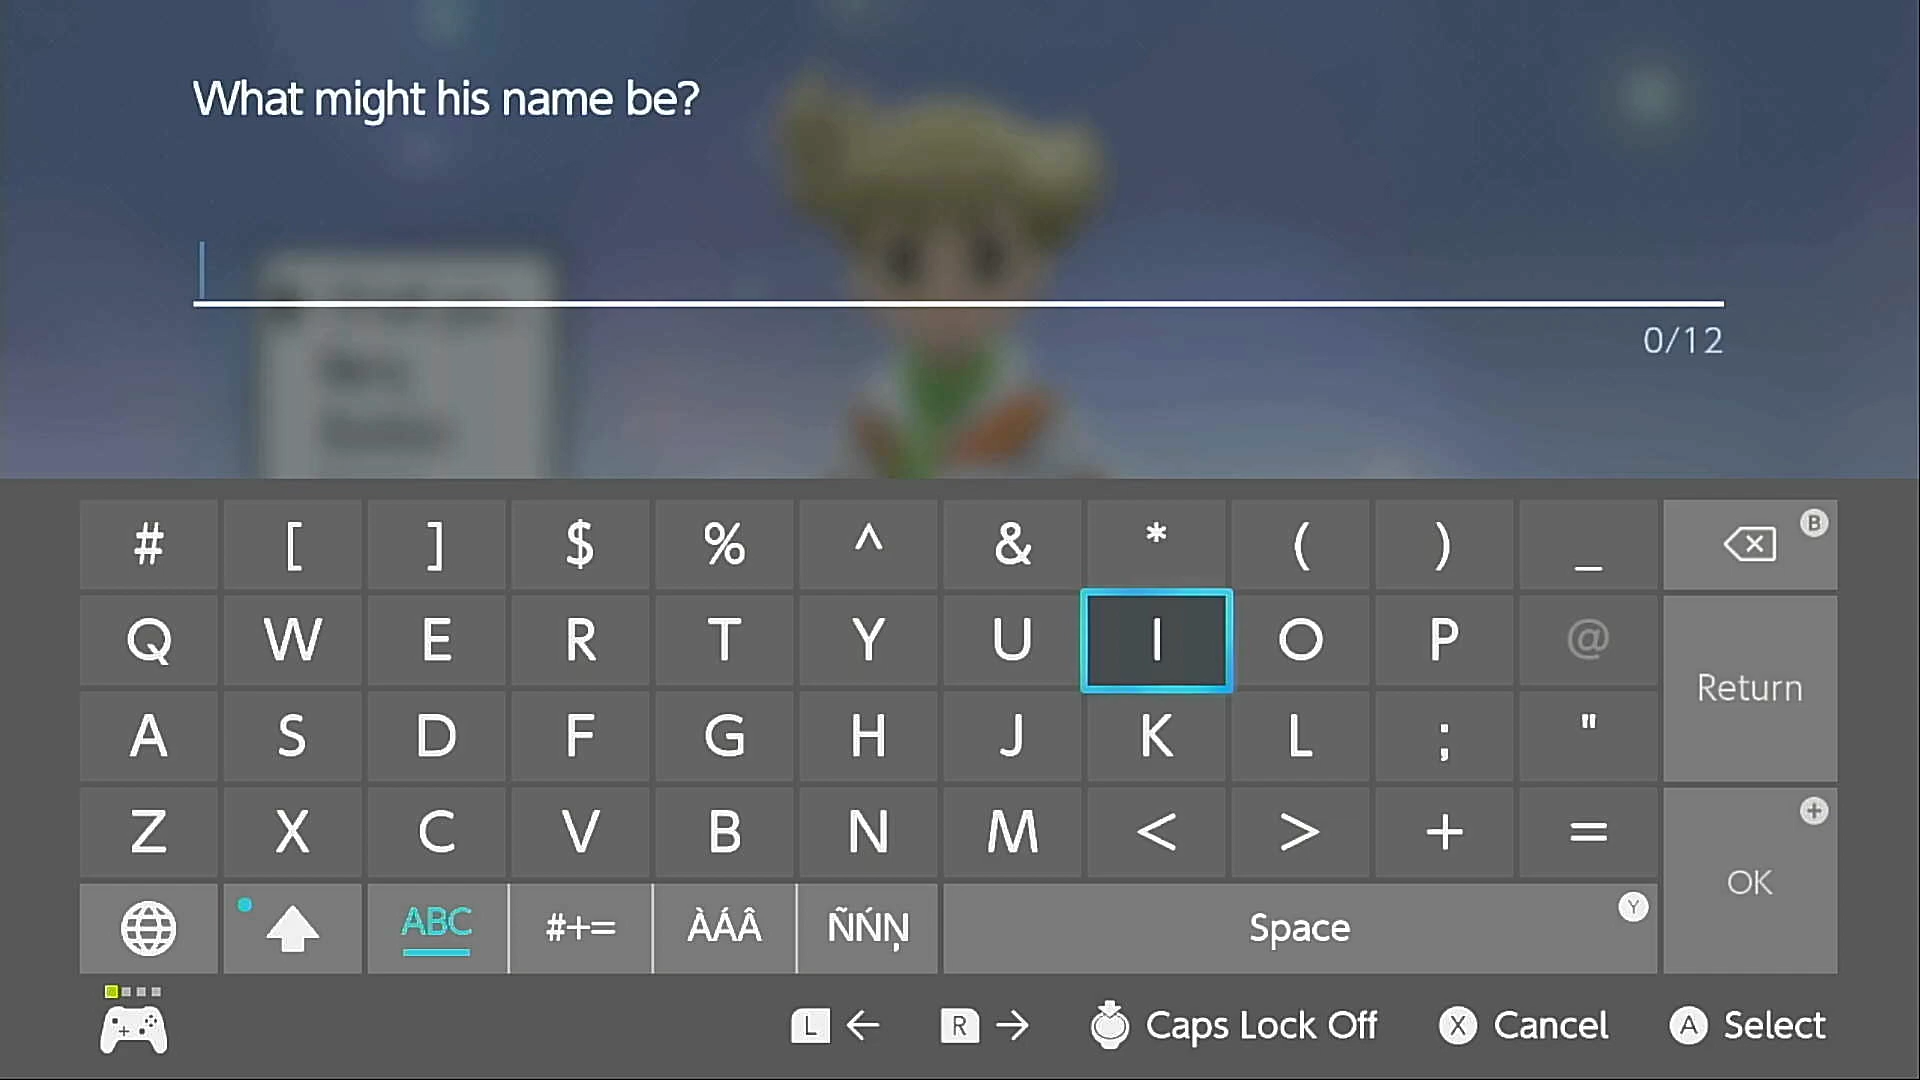 What might his name be?
0/12
# [ ] $ % ^ & * ( ) _ B
Q W E R T Y U I O P @
Return
A S D F G H J K L ; "
Z X C V B N M < > + =
OK
ABC #+= ÀÁÂ ÑŃŅ Space Y
L ← R → Caps Lock Off X Cancel A Select